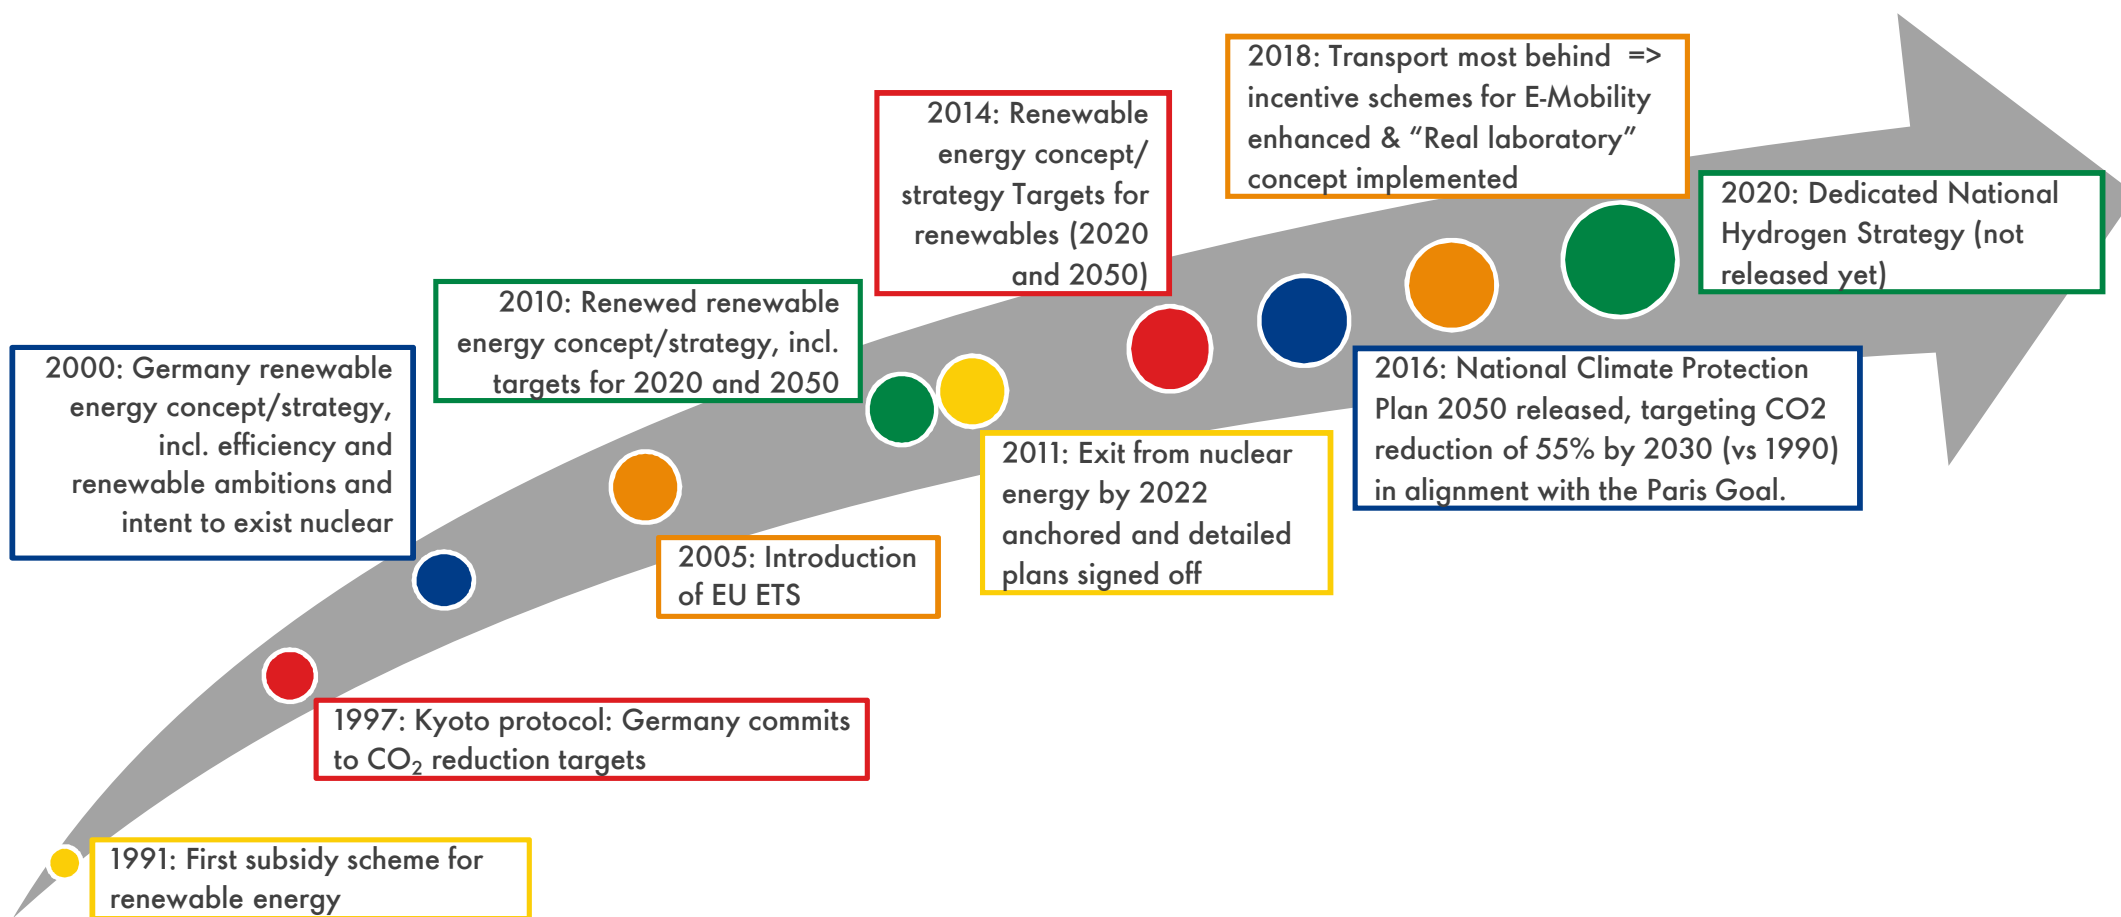 2018: Transport most behind =>
incentive schemes for E-Mobility
enhanced & “Real laboratory”
concept implemented
2014: Renewable
energy concept/
strategy Targets for
renewables (2020
and 2050)
2020: Dedicated National
Hydrogen Strategy (not
released yet)
2010: Renewed renewable
energy concept/strategy, incl.
targets for 2020 and 2050
2000: Germany renewable
energy concept/strategy,
incl. efficiency and
renewable ambitions and
intent to exist nuclear
2016: National Climate Protection
Plan 2050 released, targeting CO2
reduction of 55% by 2030 (vs 1990)
in alignment with the Paris Goal.
2011: Exit from nuclear
energy by 2022
anchored and detailed
plans signed off
2005: Introduction
of EU ETS
1997: Kyoto protocol: Germany commits
to CO₂ reduction targets
1991: First subsidy scheme for
renewable energy